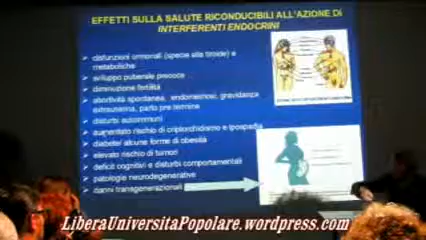 EFFETTI SULLA SALUTE RICONDUCIBILI ALL'AZIONE DI
INTERFERENTI ENDOCRINI
disfunzioni ormonali (specie alla tiroide) e
metaboliche
sviluppo puberale precoce
diminuzione fertilità
abortività spontanea, endometriosi, gravidanza
extrauterina, parto pre termine
disturbi autoimmuni
aumentato rischio di criptorchidismo e ipospadia
diabete/ alcune forme di obesità
elevato rischio di tumori
deficit cognitivi e disturbi comportamentali
patologie neurodegenerative
danni transgenerazionali
LiberaUniversitaPopolare.wordpress.com